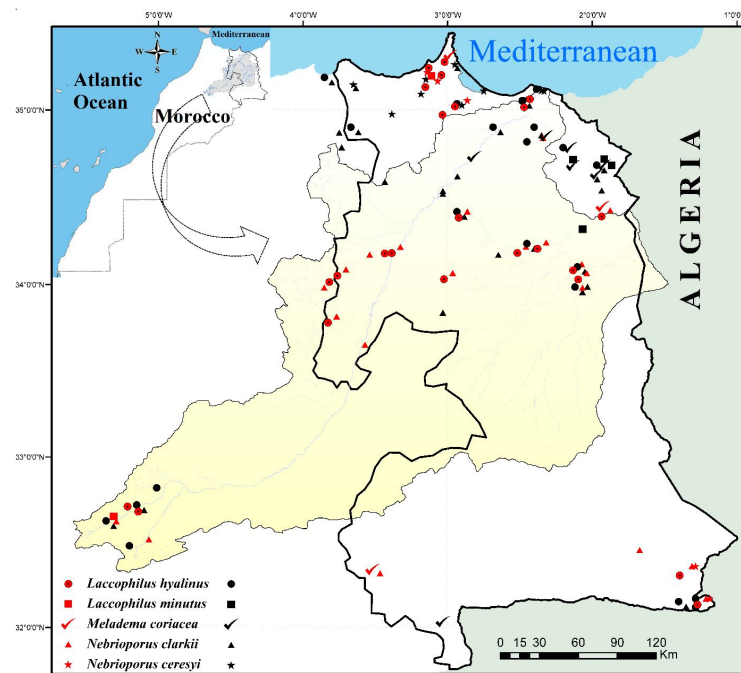 5°0'0"W
4°0'0"W
3°0'0"W
2°0'0"W
1°0'0"W
N
W E
S
Mediterranean
Mediterranean
Atlantic
Ocean
Morocco
ALGERIA
35°0'0"N
34°0'0"N
33°0'0"N
32°0'0"N
Laccophilus hyalinus
Laccophilus minutus
Meladema coriacea
Nebrioporus clarkii
Nebrioporus ceresyi
0 15 30 60 90 120
Km